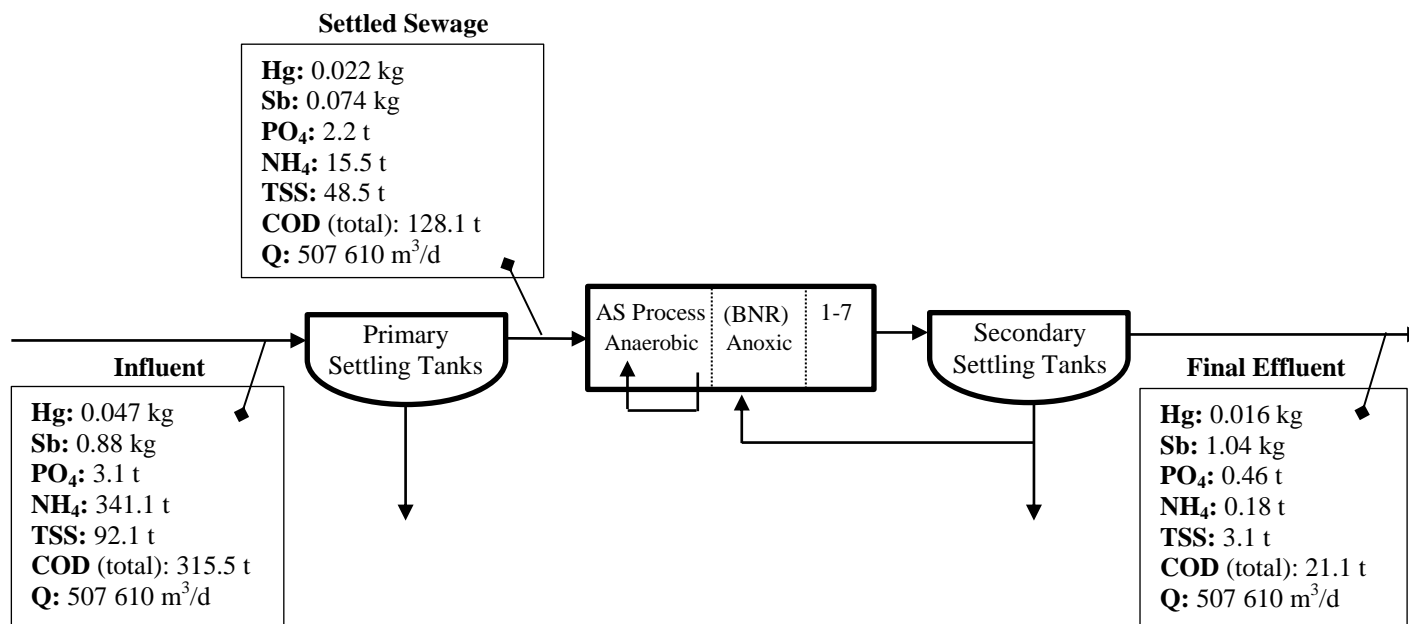 Settled Sewage
Hg: 0.022 kg
Sb: 0.074 kg
PO₄: 2.2 t
NH₄: 15.5 t
TSS: 48.5 t
COD (total): 128.1 t
Q: 507 610 m³/d
Influent
Hg: 0.047 kg
Sb: 0.88 kg
PO₄: 3.1 t
NH₄: 341.1 t
TSS: 92.1 t
COD (total): 315.5 t
Q: 507 610 m³/d
Primary
Settling Tanks
AS Process
Anaerobic
(BNR)
Anoxic
1-7
Secondary
Settling Tanks
Final Effluent
Hg: 0.016 kg
Sb: 1.04 kg
PO₄: 0.46 t
NH₄: 0.18 t
TSS: 3.1 t
COD (total): 21.1 t
Q: 507 610 m³/d